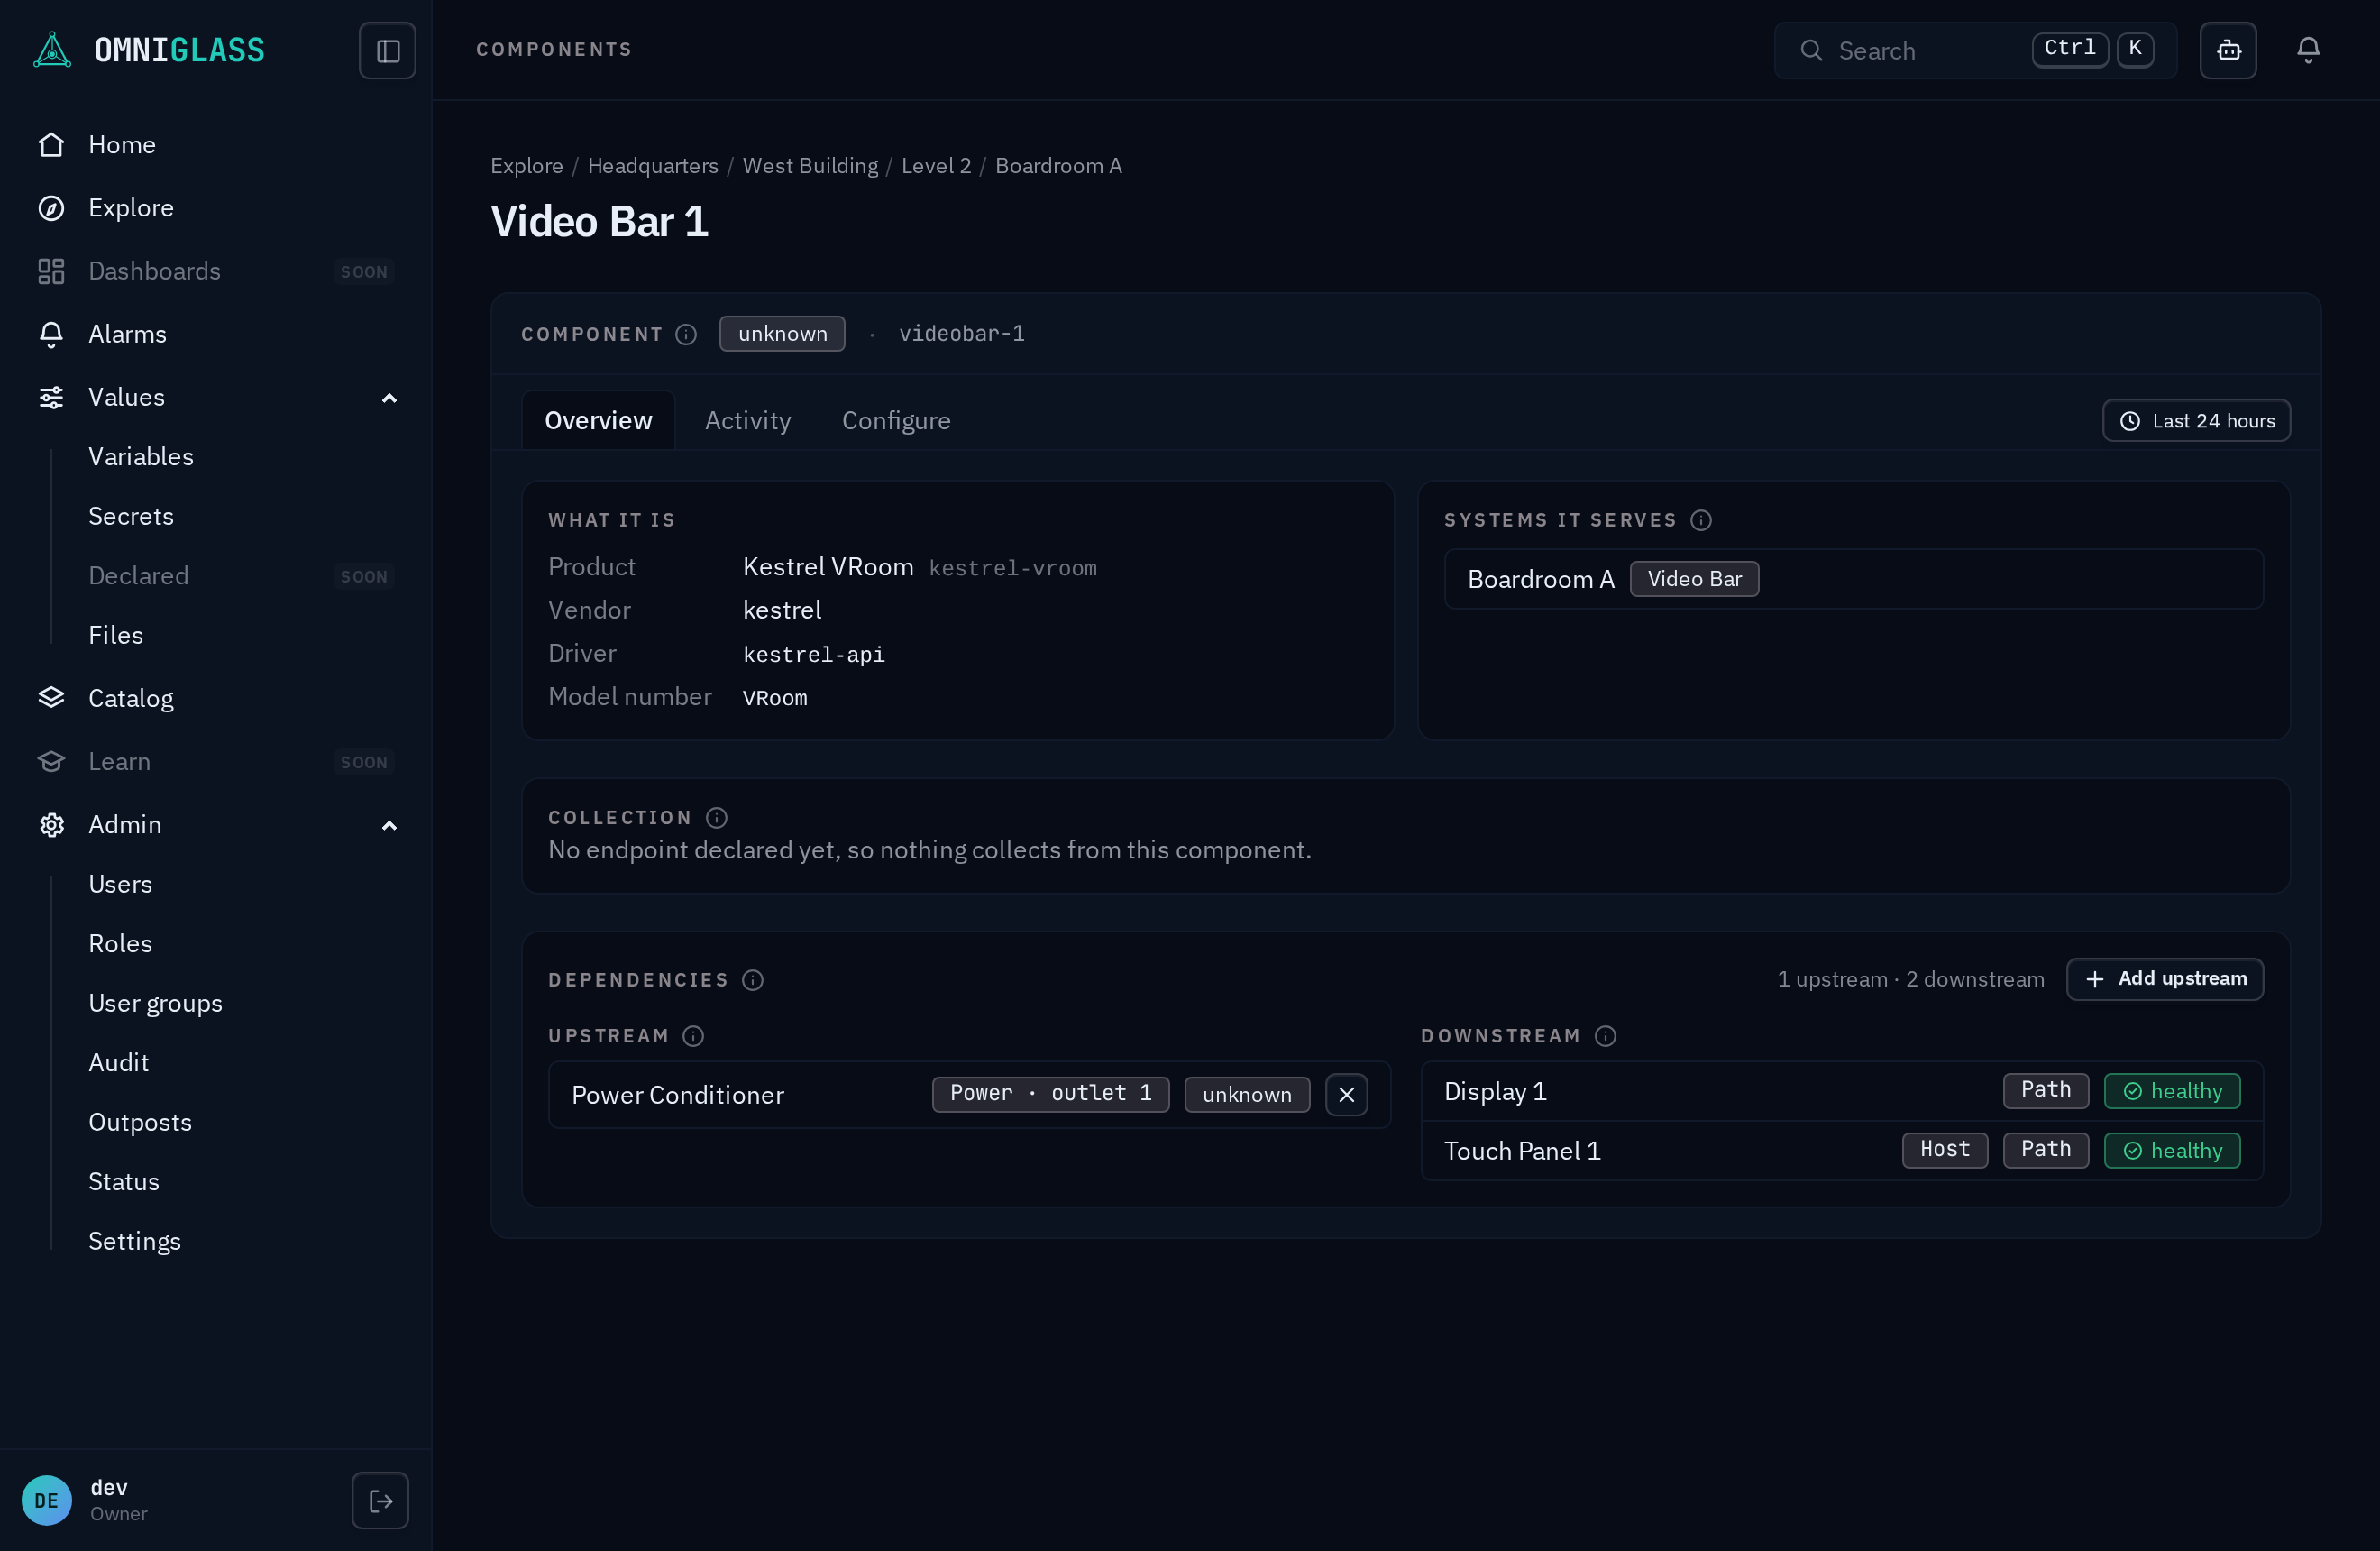 OMNIGLASS
Home
Explore
Dashboards SOON
Alarms
Values
Variables
Secrets
Declared SOON
Files
Catalog
Learn SOON
Admin
Users
Roles
User groups
Audit
Outposts
Status
Settings
DE
dev
Owner
COMPONENTS
Search Ctrl K
Explore / Headquarters / West Building / Level 2 / Boardroom A
Video Bar 1
COMPONENT unknown · videobar-1
Overview Activity Configure Last 24 hours
WHAT IT IS
Product Kestrel VRoom kestrel-vroom
Vendor kestrel
Driver kestrel-api
Model number VRoom
SYSTEMS IT SERVES
Boardroom A Video Bar
COLLECTION
No endpoint declared yet, so nothing collects from this component.
DEPENDENCIES 1 upstream · 2 downstream Add upstream
UPSTREAM
Power Conditioner Power · outlet 1 unknown
DOWNSTREAM
Display 1 Path healthy
Touch Panel 1 Host Path healthy